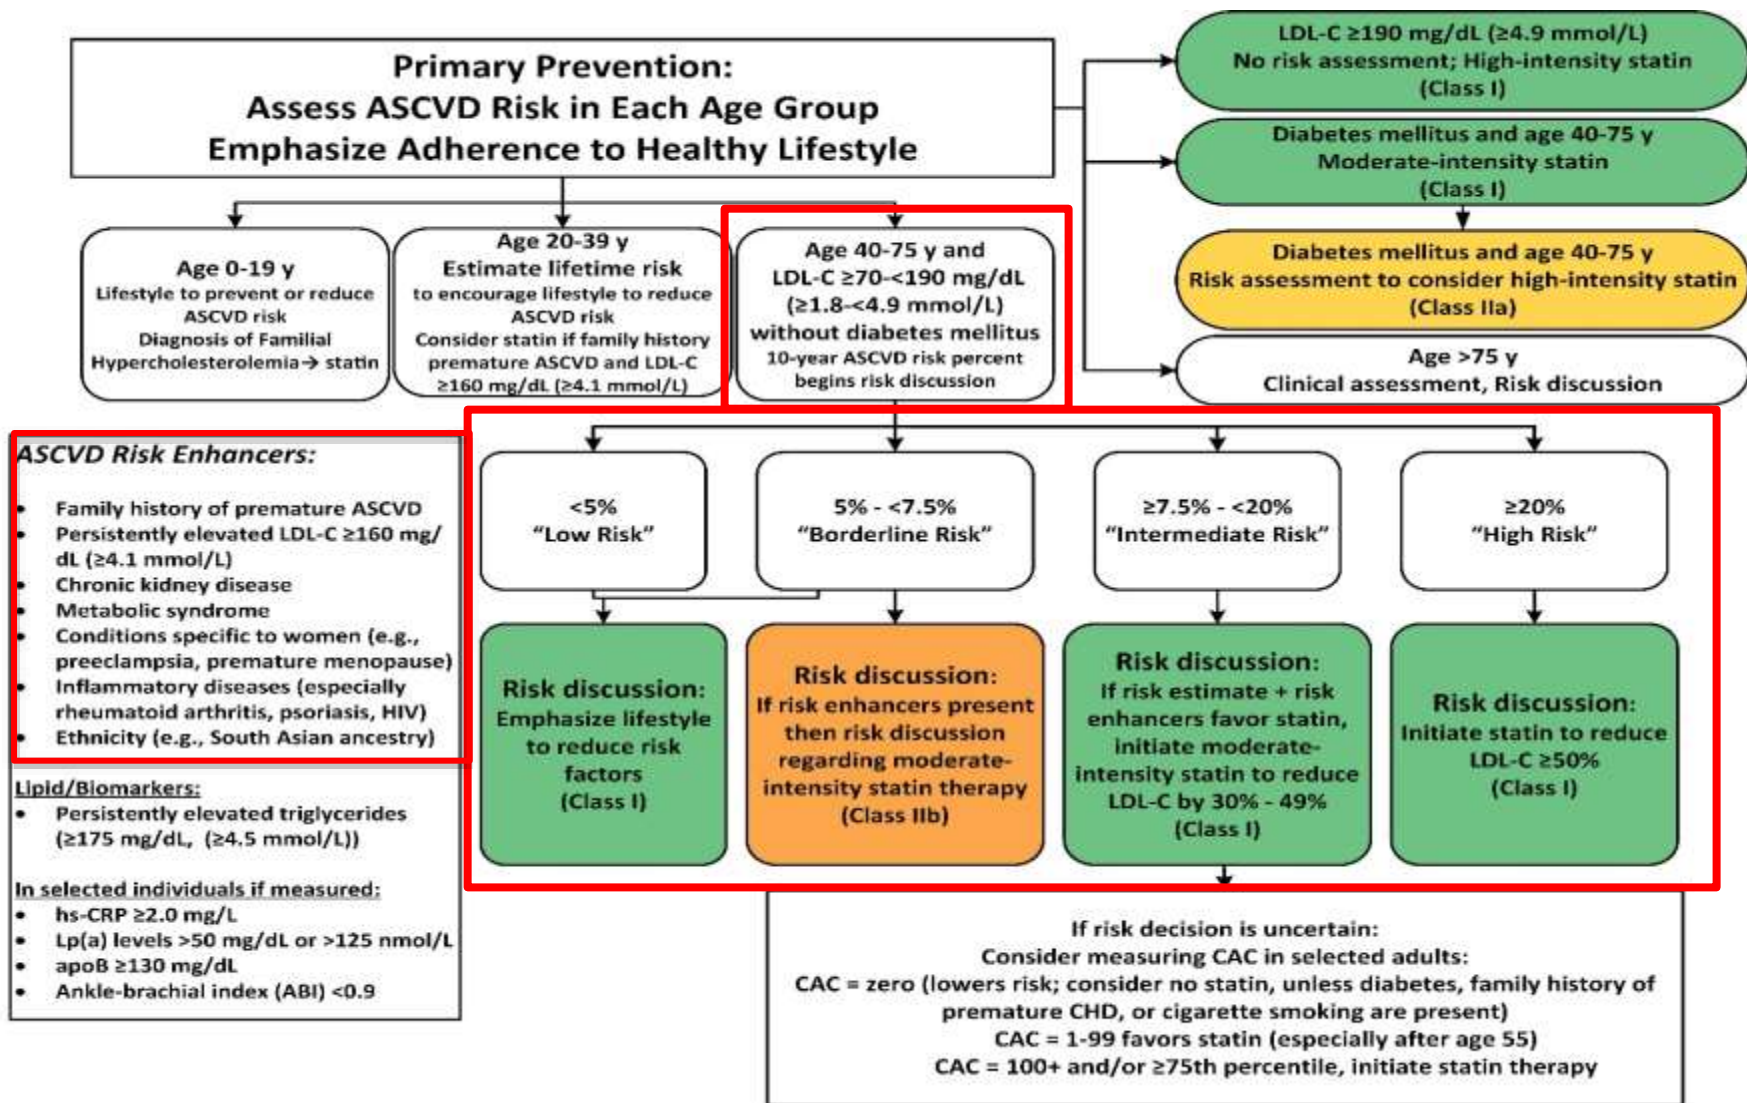 Primary Prevention:
Assess ASCVD Risk in Each Age Group
Emphasize Adherence to Healthy Lifestyle
LDL-C ≥190 mg/dL (≥4.9 mmol/L)
No risk assessment; High-intensity statin
(Class I)
Diabetes mellitus and age 40-75 y
Moderate-intensity statin
(Class I)
Diabetes mellitus and age 40-75 y
Risk assessment to consider high-intensity statin
(Class IIa)
Age >75 y
Clinical assessment, Risk discussion
Age 0-19 y
Lifestyle to prevent or reduce
ASCVD risk
Diagnosis of Familial
Hypercholesterolemia→ statin
Age 20-39 y
Estimate lifetime risk
to encourage lifestyle to reduce
ASCVD risk
Consider statin if family history
premature ASCVD and LDL-C
≥160 mg/dL (≥4.1 mmol/L)
Age 40-75 y and
LDL-C ≥70-<190 mg/dL
(≥1.8-<4.9 mmol/L)
without diabetes mellitus
10-year ASCVD risk percent
begins risk discussion
ASCVD Risk Enhancers:
• Family history of premature ASCVD
• Persistently elevated LDL-C ≥160 mg/
dL (≥4.1 mmol/L)
• Chronic kidney disease
• Metabolic syndrome
• Conditions specific to women (e.g.,
preeclampsia, premature menopause)
• Inflammatory diseases (especially
rheumatoid arthritis, psoriasis, HIV)
• Ethnicity (e.g., South Asian ancestry)
Lipid/Biomarkers:
• Persistently elevated triglycerides
(≥175 mg/dL, (≥4.5 mmol/L))
In selected individuals if measured:
• hs-CRP ≥2.0 mg/L
• Lp(a) levels >50 mg/dL or >125 nmol/L
• apoB ≥130 mg/dL
• Ankle-brachial index (ABI) <0.9
<5%
“Low Risk”
5% - <7.5%
“Borderline Risk”
≥7.5% - <20%
“Intermediate Risk”
≥20%
“High Risk”
Risk discussion:
Emphasize lifestyle
to reduce risk
factors
(Class I)
Risk discussion:
If risk enhancers present
then risk discussion
regarding moderate-
intensity statin therapy
(Class IIb)
Risk discussion:
If risk estimate + risk
enhancers favor statin,
initiate moderate-
intensity statin to reduce
LDL-C by 30% - 49%
(Class I)
Risk discussion:
Initiate statin to reduce
LDL-C ≥50%
(Class I)
If risk decision is uncertain:
Consider measuring CAC in selected adults:
CAC = zero (lowers risk; consider no statin, unless diabetes, family history of
premature CHD, or cigarette smoking are present)
CAC = 1-99 favors statin (especially after age 55)
CAC = 100+ and/or ≥75th percentile, initiate statin therapy